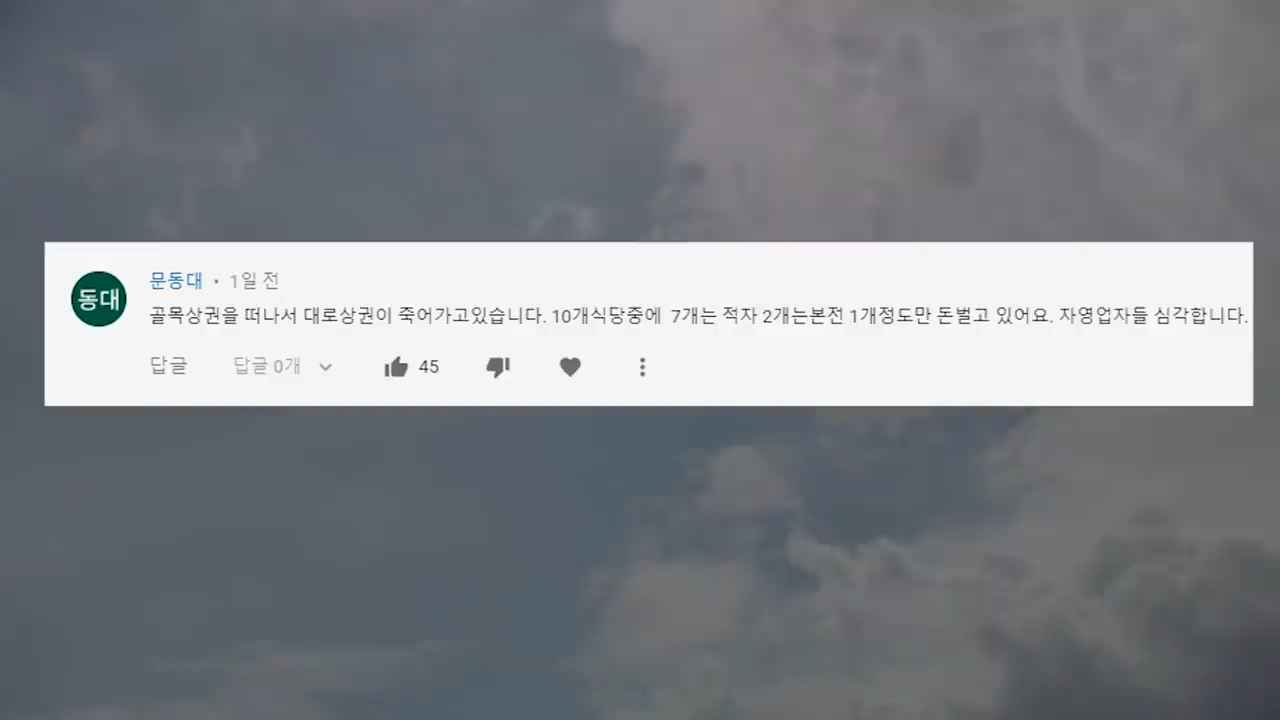 동대
문동대 • 1일 전
골목상권을 떠나서 대로상권이 죽어가고있습니다. 10개식당중에  7개는 적자 2개는본전 1개정도만 돈벌고 있어요. 자영업자들 심각합니다.
답글 답글 0개 45